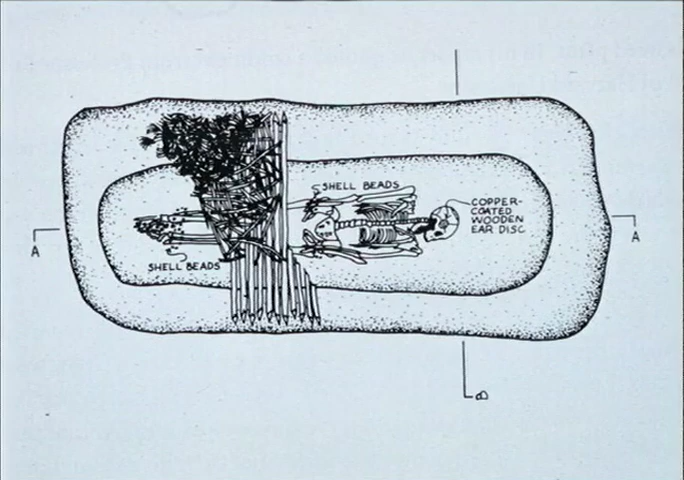 SHELL BEADS
COPPER-
COATED
WOODEN
EAR DISC
A
A
SHELL BEADS
B